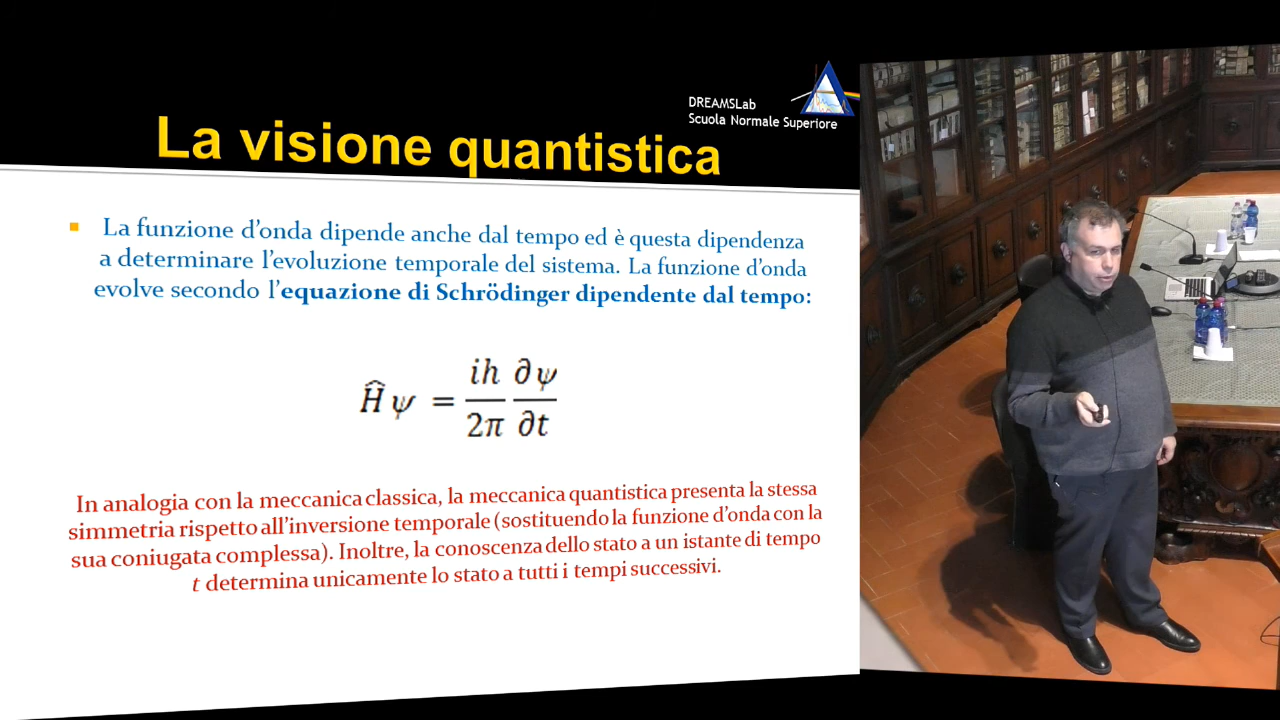 DREAMSLab
Scuola Normale Superiore
La visione quantistica
La funzione d'onda dipende anche dal tempo ed è questa dipendenza
a determinare l'evoluzione temporale del sistema. La funzione d'onda
evolve secondo l'equazione di Schrödinger dipendente dal tempo:
Ĥψ = ih/2π ∂ψ/∂t
In analogia con la meccanica classica, la meccanica quantistica presenta la stessa
simmetria rispetto all'inversione temporale (sostituendo la funzione d'onda con la
sua coniugata complessa). Inoltre, la conoscenza dello stato a un istante di tempo
t determina unicamente lo stato a tutti i tempi successivi.